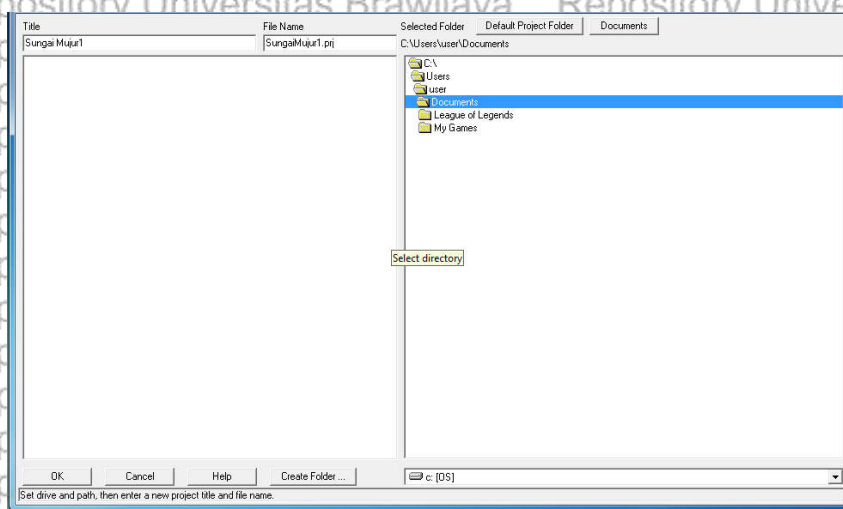 Repository Universitas Brawijaya Repository Unive
Title File Name Selected Folder Default Project Folder Documents
Sungai Mujur1 SungaiMujur1.prj C:\Users\user\Documents
C:\
Users
user
Documents
League of Legends
My Games
Select directory
OK Cancel Help Create Folder ... c: [OS]
Set drive and path, then enter a new project title and file name.